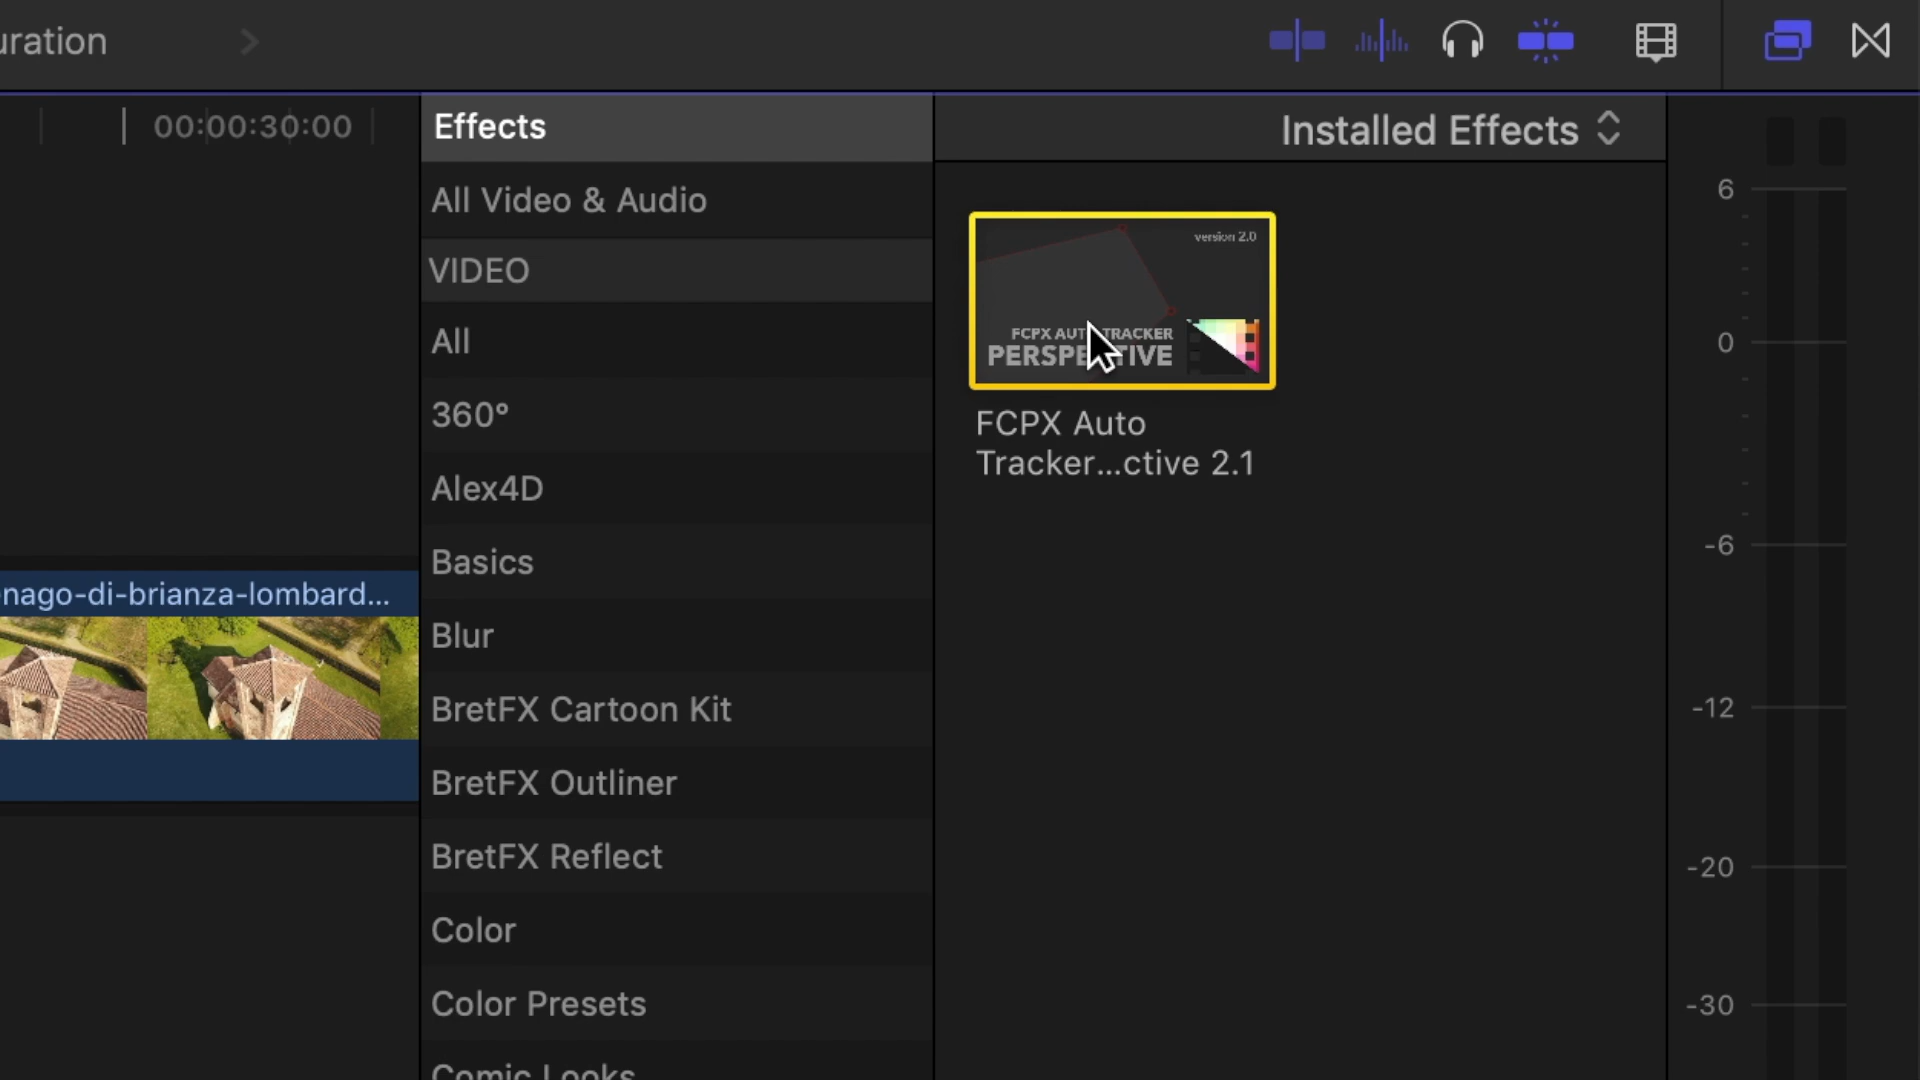 uration
00:00:30:00
Effects
Installed Effects
All Video & Audio
VIDEO
All
360°
Alex4D
Basics
Blur
BretFX Cartoon Kit
BretFX Outliner
BretFX Reflect
Color
Color Presets
Comic Looks
version 2.0
FCPX AUTO TRACKER
PERSPECTIVE
FCPX Auto
Tracker...ctive 2.1
nago-di-brianza-lombard...
6
0
-6
-12
-20
-30